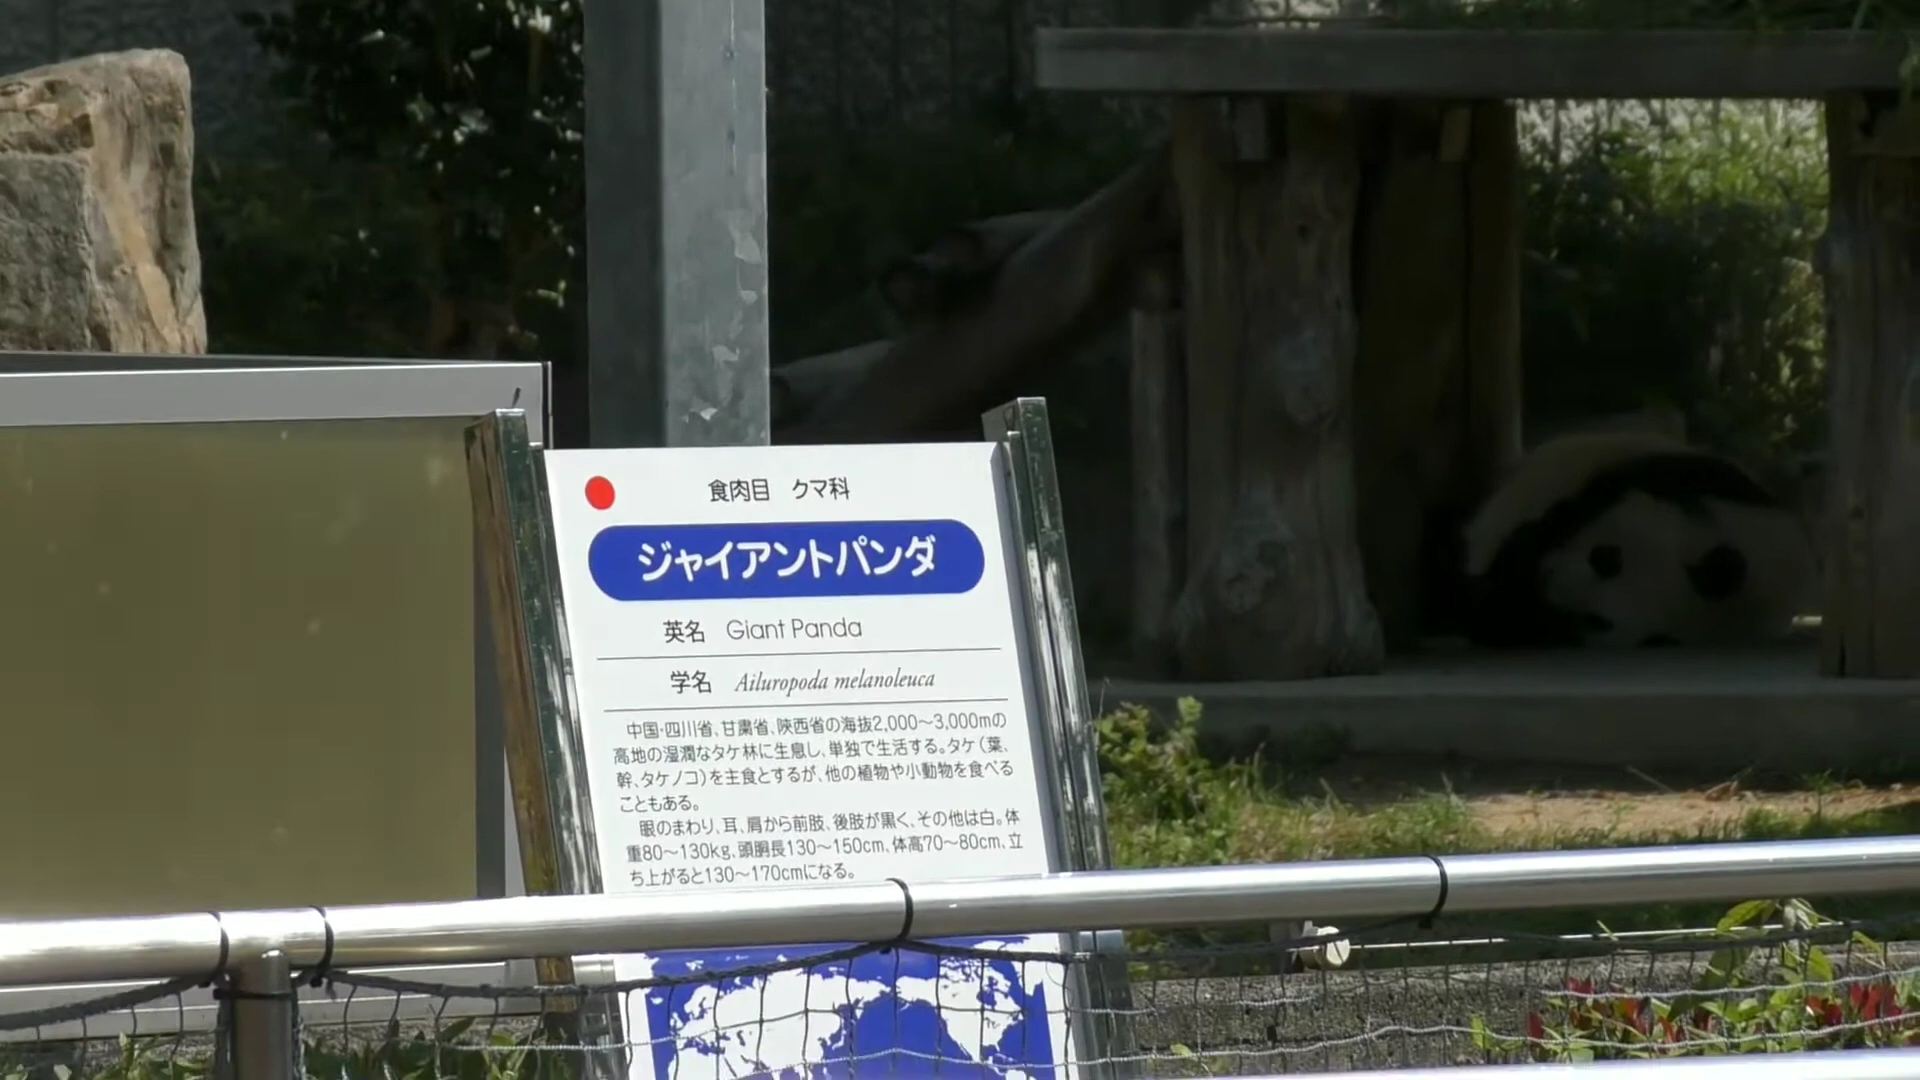 食肉目 クマ科
ジャイアントパンダ
英名 Giant Panda
学名 Ailuropoda melanoleuca
中国・四川省、甘粛省、陝西省の海抜2,000～3,000mの
高地の湿潤なタケ林に生息し、単独で生活する。タケ（葉、
幹、タケノコ）を主食とするが、他の植物や小動物を食べる
こともある。
眼のまわり、耳、肩から前肢、後肢が黒く、その他は白。体
重80～130kg、頭胴長130～150cm、体高70～80cm、立
ち上がると130～170cmになる。